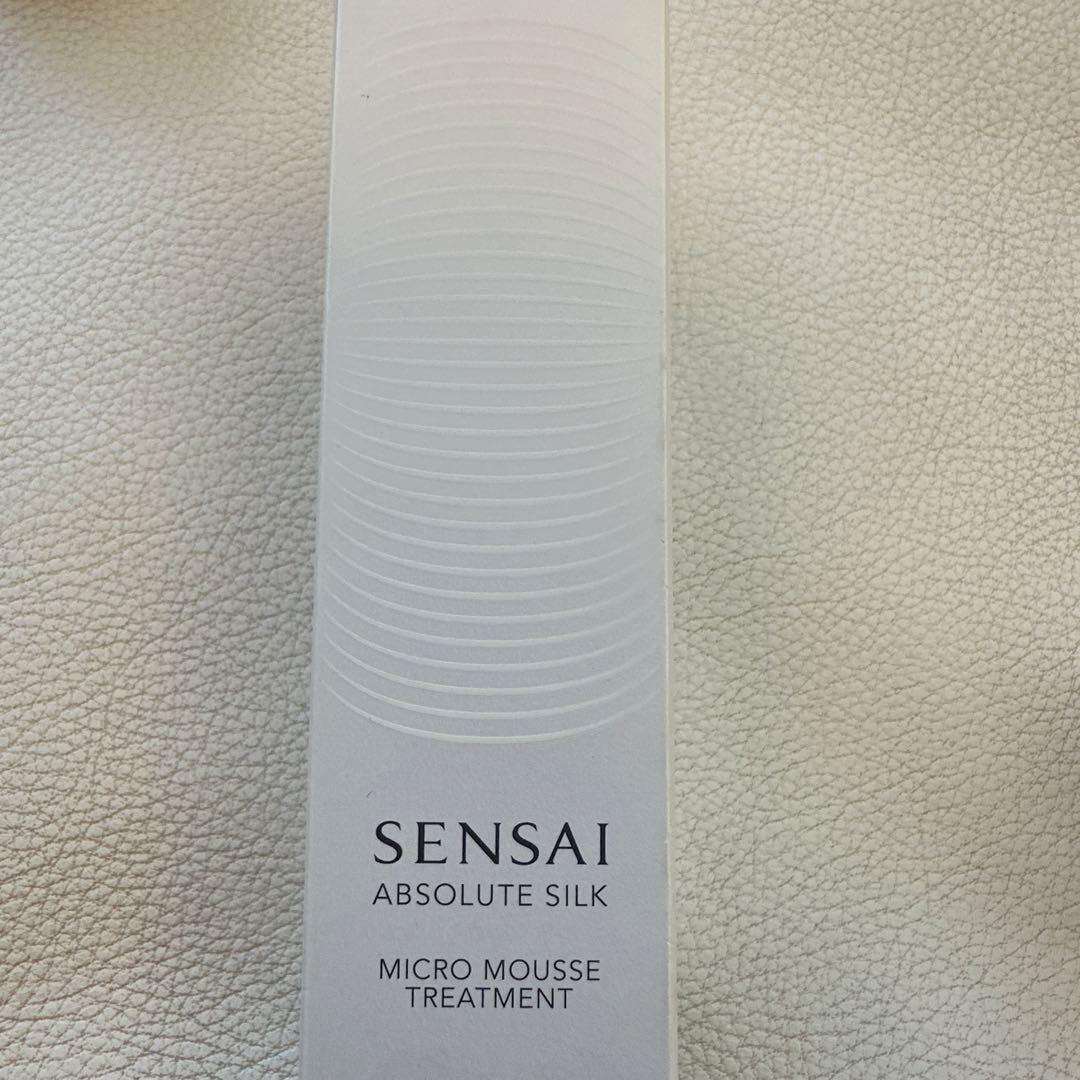 SENSAI
ABSOLUTE SILK
MICRO MOUSSE
TREATMENT